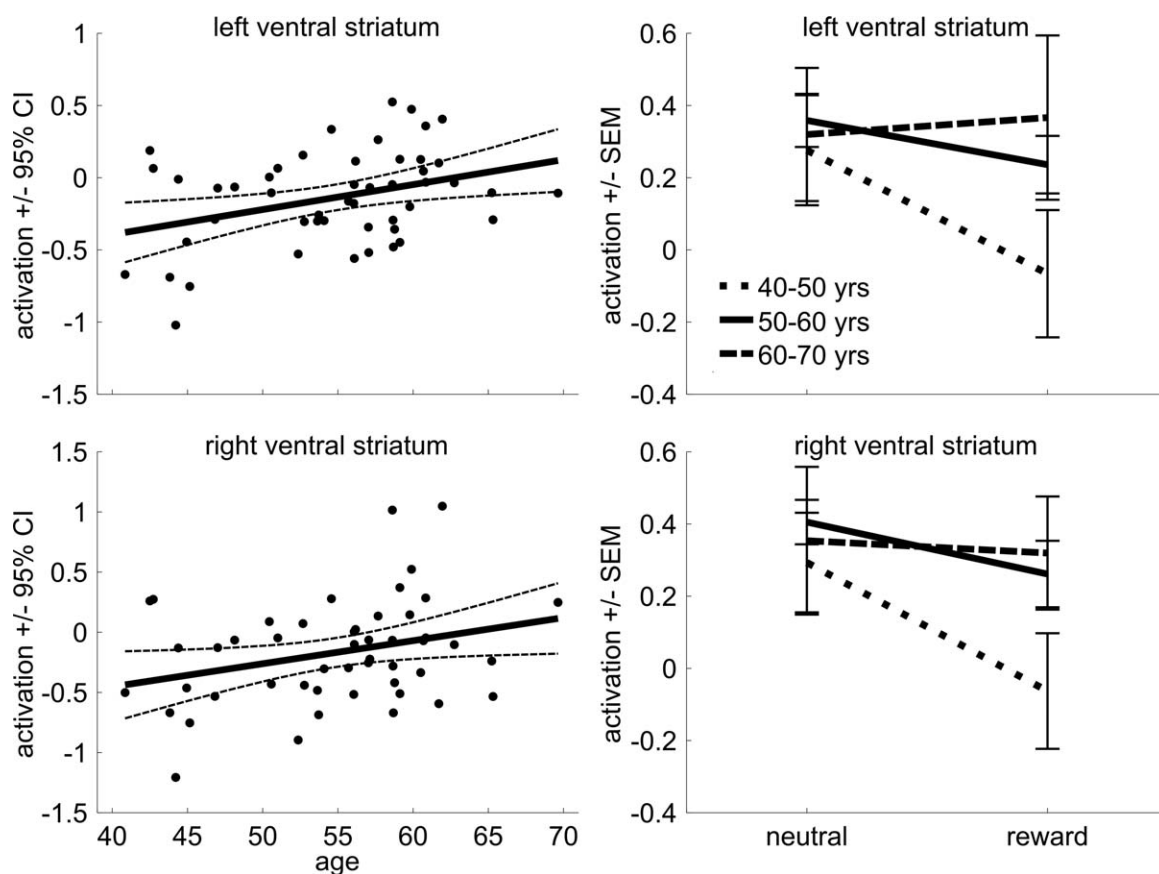 left ventral striatum
activation +/- 95% CI
1
0.5
0
-0.5
-1
-1.5
left ventral striatum
activation +/- SEM
0.6
0.4
0.2
0
-0.2
-0.4
40-50 yrs
50-60 yrs
60-70 yrs
right ventral striatum
activation +/- 95% CI
1.5
1
0.5
0
-0.5
-1
-1.5
40 45 50 55 60 65 70
age
right ventral striatum
activation +/- SEM
0.6
0.4
0.2
0
-0.2
-0.4
neutral reward